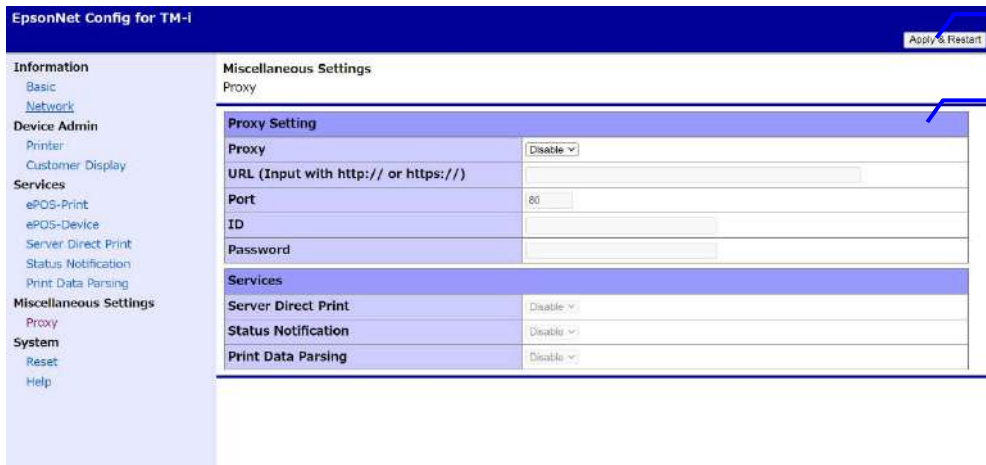 EpsonNet Config for TM-i
Apply & Restart
Information
Basic
Network
Device Admin
Printer
Customer Display
Services
ePOS-Print
ePOS-Device
Server Direct Print
Status Notification
Print Data Parsing
Miscellaneous Settings
Proxy
System
Reset
Help
Miscellaneous Settings
Proxy
Proxy Setting
Proxy Disable
URL (Input with http:// or https://)
Port 80
ID
Password
Services
Server Direct Print Disable
Status Notification Disable
Print Data Parsing Disable